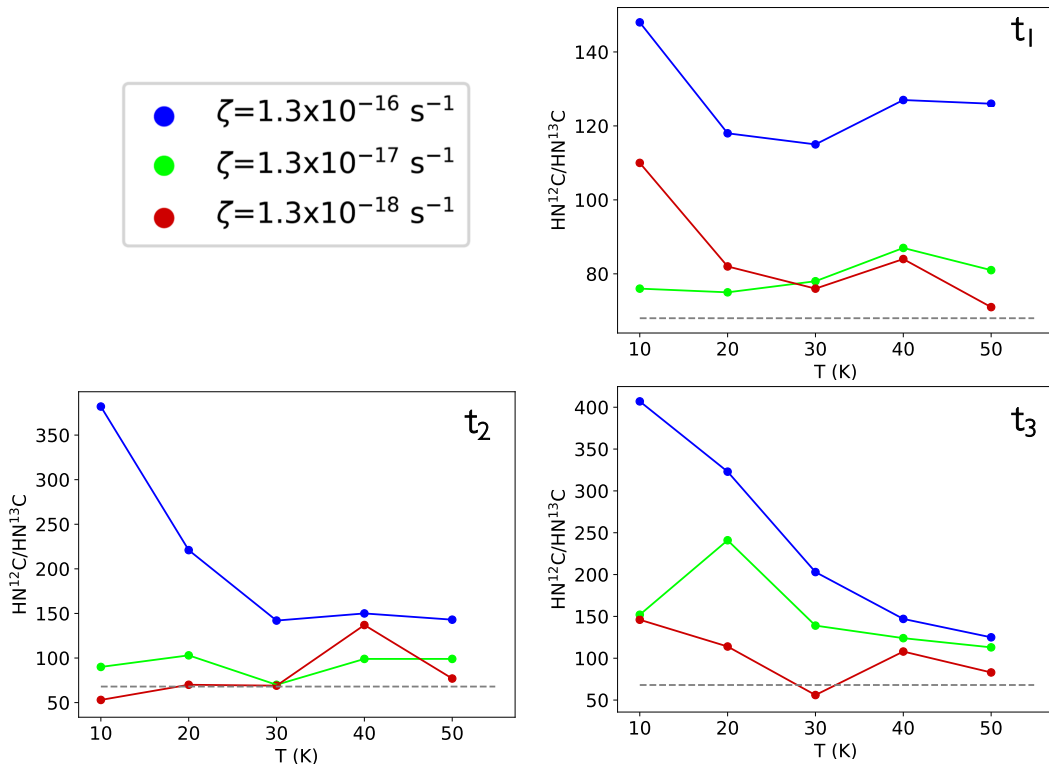 ζ=1.3x10⁻¹⁶ s⁻¹
ζ=1.3x10⁻¹⁷ s⁻¹
ζ=1.3x10⁻¹⁸ s⁻¹
t₁
HN¹²C/HN¹³C
140
120
100
80
10 20 30 40 50
T (K)
t₂
HN¹²C/HN¹³C
350
300
250
200
150
100
50
10 20 30 40 50
T (K)
t₃
HN¹²C/HN¹³C
400
350
300
250
200
150
100
50
10 20 30 40 50
T (K)